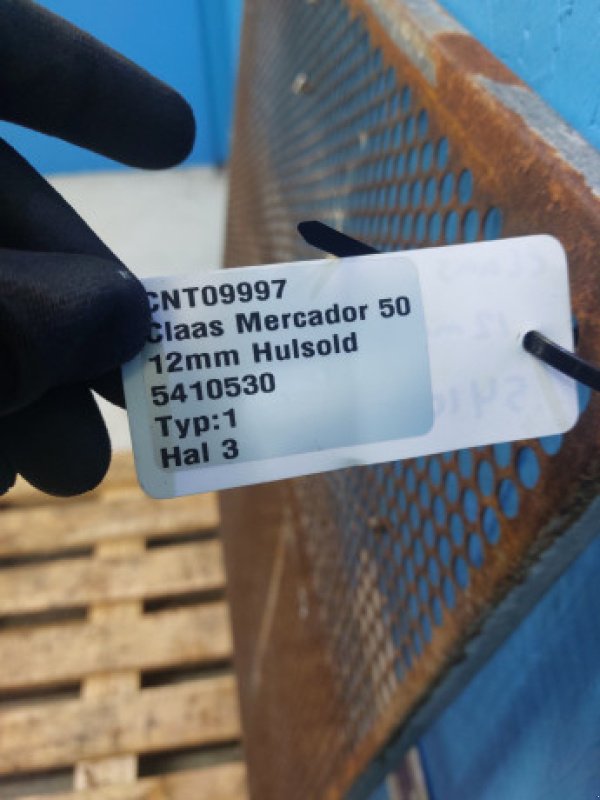 CNT09997
Claas Mercador 50
12mm Hulsold
5410530
Typ:1
Hal 3